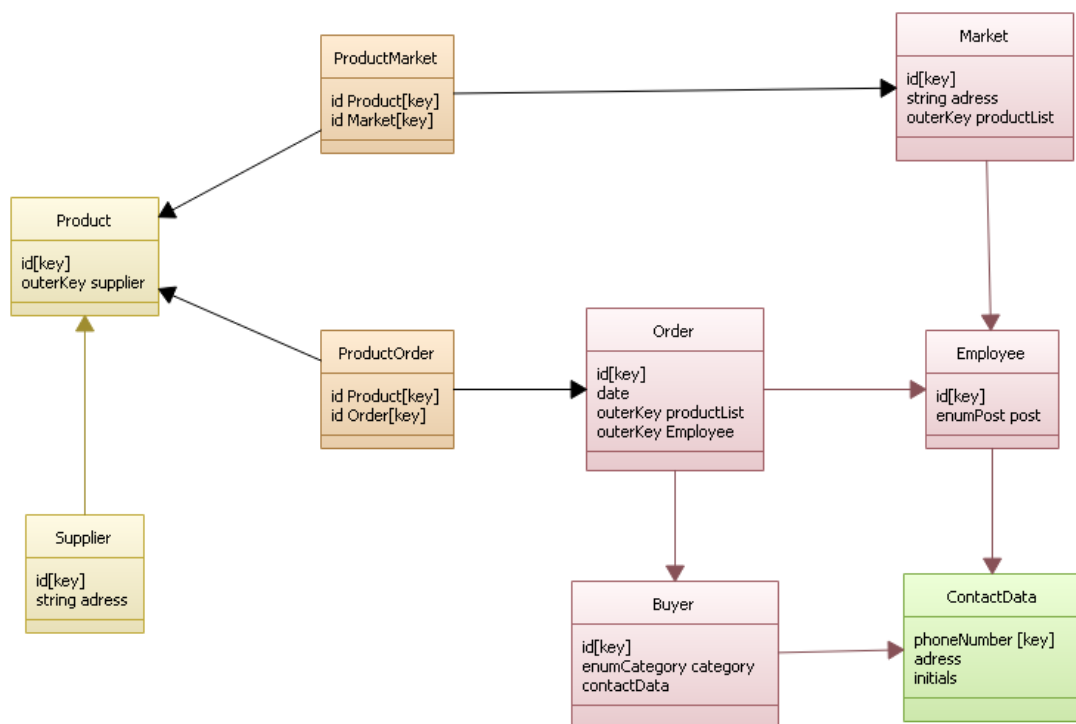 Market
id[key]
string adress
outerKey productList
ProductMarket
id Product[key]
id Market[key]
Product
id[key]
outerKey supplier
ProductOrder
id Product[key]
id Order[key]
Order
id[key]
date
outerKey productList
outerKey Employee
Employee
id[key]
enumPost post
Supplier
id[key]
string adress
Buyer
id[key]
enumCategory category
contactData
ContactData
phoneNumber [key]
adress
initials